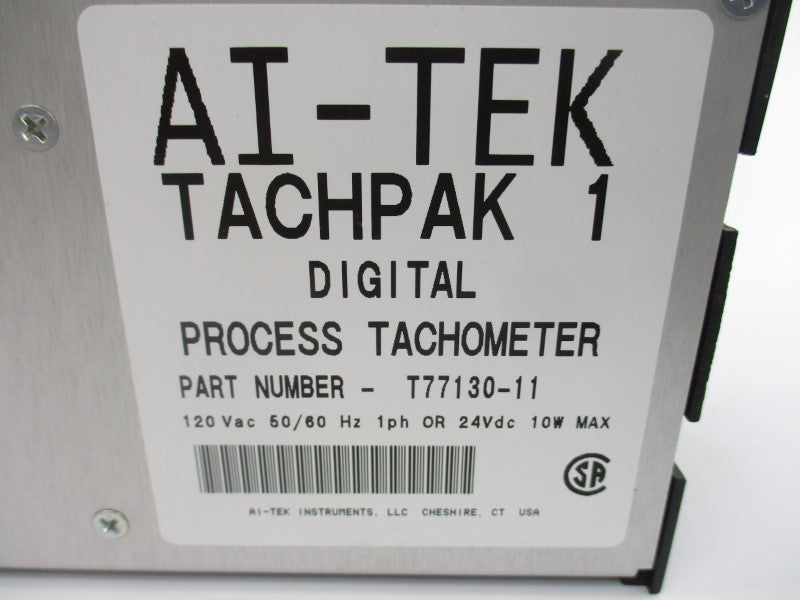 AI-TEK
TACHPAK 1
DIGITAL
PROCESS TACHOMETER
PART NUMBER - T77130-11
120 Vac 50/60 Hz 1ph OR 24Vdc 10W MAX
CSA
AI-TEK INSTRUMENTS, LLC CHESHIRE, CT USA